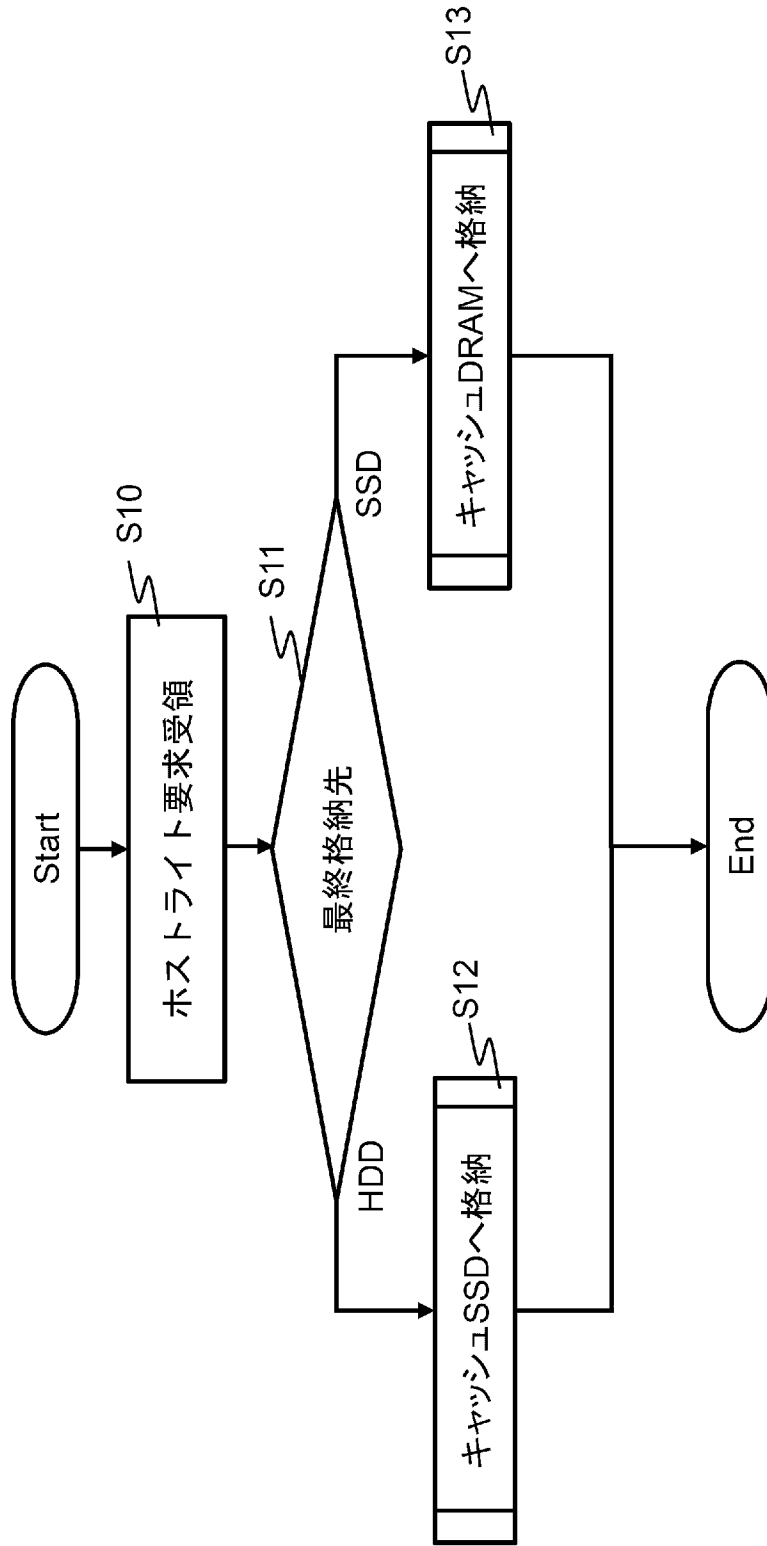 Start
ホストライト要求受領
S10
最終格納先
S11
HDD
SSD
キャッシュSSDへ格納
S12
キャッシュDRAMへ格納
S13
End